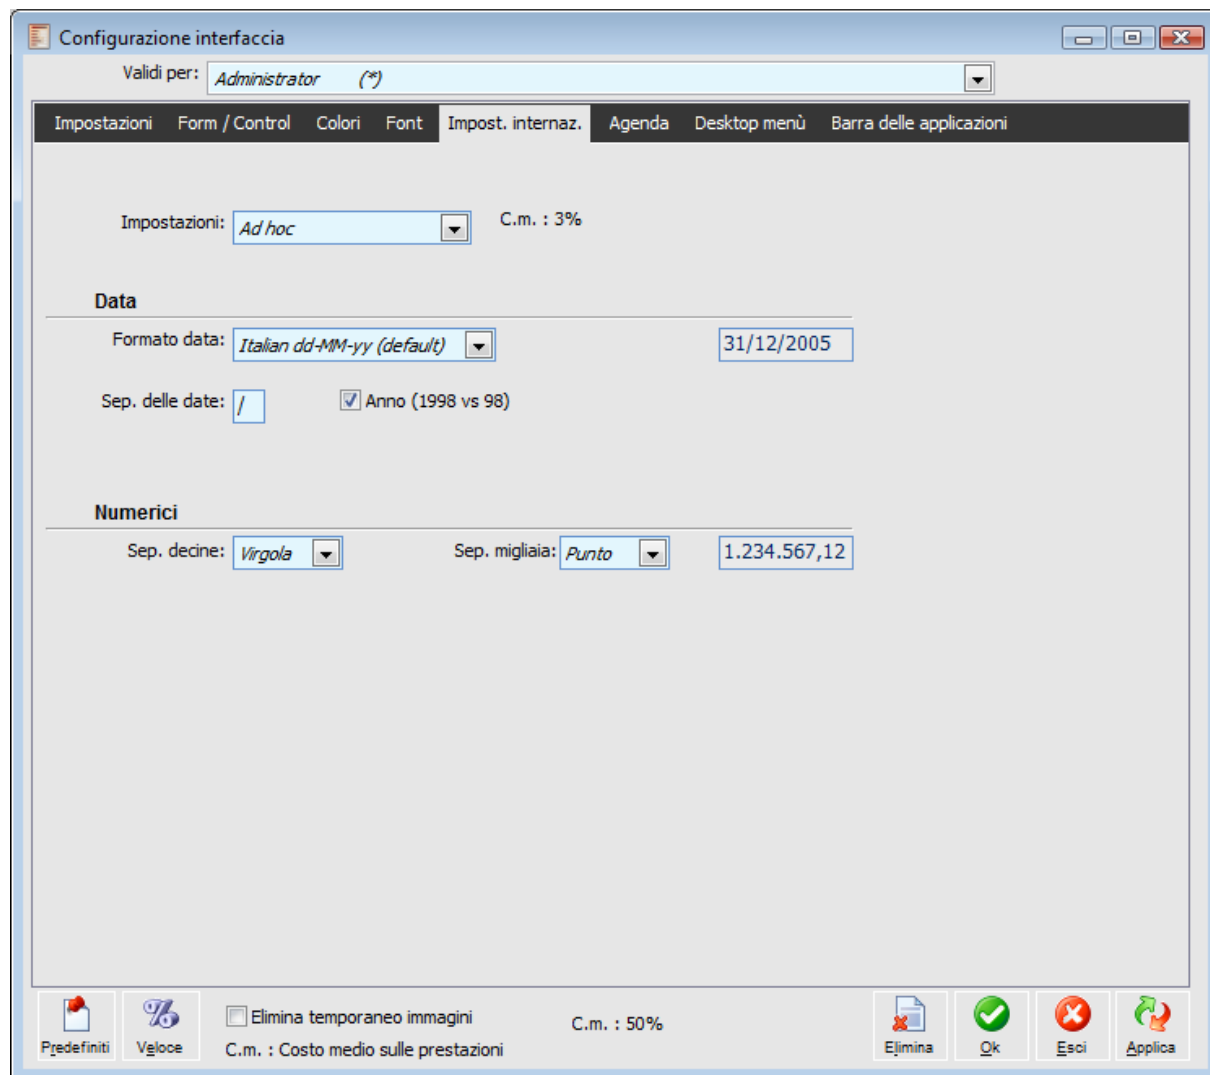 Configurazione interfaccia
Validi per: Administrator (*)
Impostazioni Form / Control Colori Font Impost. internaz. Agenda Desktop menù Barra delle applicazioni
Impostazioni: Ad hoc C.m. : 3%
Data
Formato data: Italian dd-MM-yy (default) 31/12/2005
Sep. delle date: / Anno (1998 vs 98)
Numerici
Sep. decine: Virgola Sep. migliaia: Punto 1.234.567,12
Elimina temporaneo immagini C.m. : 50%
Predefiniti Veloce C.m. : Costo medio sulle prestazioni Elimina Ok Esci Applica